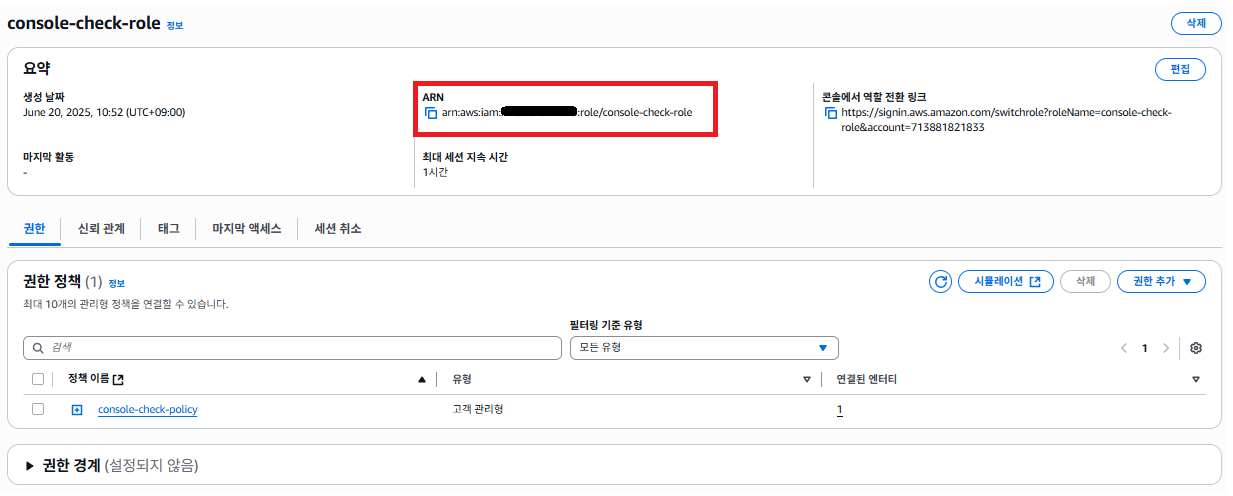 console-check-role 정보
삭제
요약
편집
생성 날짜
June 20, 2025, 10:52 (UTC+09:00)
ARN
arn:aws:iam: :role/console-check-role
콘솔에서 역할 전환 링크
https://signin.aws.amazon.com/switchrole?roleName=console-check-
role&account=713881821833
마지막 활동
-
최대 세션 지속 시간
1시간
권한 신뢰 관계 태그 마지막 액세스 세션 취소
권한 정책 (1) 정보
시뮬레이션 삭제 권한 추가
최대 10개의 관리형 정책을 연결할 수 있습니다.
필터링 기준 유형
검색 모든 유형 1
정책 이름 유형 연결된 엔터티
console-check-policy 고객 관리형 1
권한 경계 (설정되지 않음)